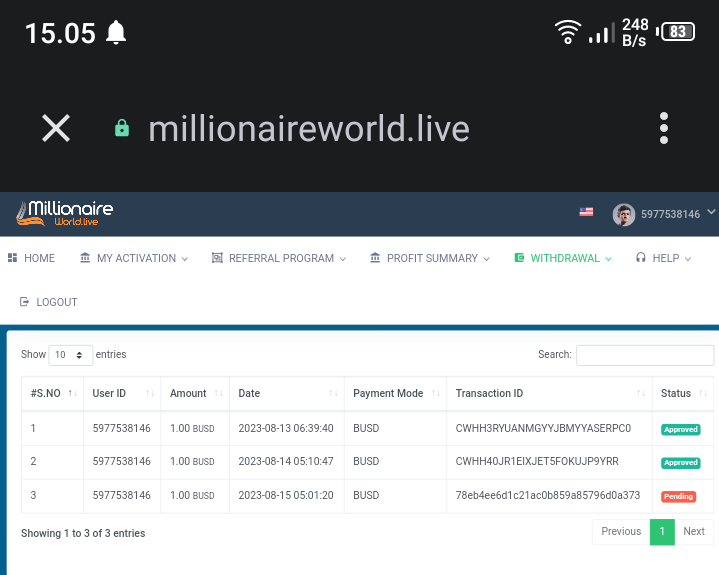 15.05
248
B/s
83
millionaireworld.live
Millionaire
World.live
5977538146
HOME
MY ACTIVATION
REFERRAL PROGRAM
PROFIT SUMMARY
WITHDRAWAL
HELP
LOGOUT
Show 10 entries
Search:
#S.NO User ID Amount Date Payment Mode Transaction ID Status
1 5977538146 1.00 BUSD 2023-08-13 06:39:40 BUSD CWHH3RYUANMGYYJBMYYASERPC0 Approved
2 5977538146 1.00 BUSD 2023-08-14 05:10:47 BUSD CWHH40JR1EIXJET5FOKUJP9YRR Approved
3 5977538146 1.00 BUSD 2023-08-15 05:01:20 BUSD 78eb4ee6d1c21ac0b859a85796d0a373 Pending
Showing 1 to 3 of 3 entries
Previous 1 Next